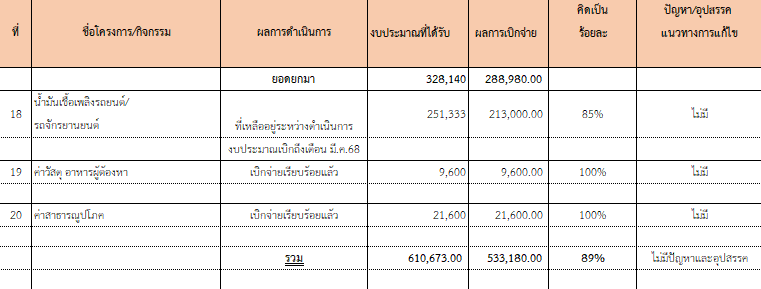 ที่ ชื่อโครงการ/กิจกรรม ผลการดำเนินการ งบประมาณที่ได้รับ ผลการเบิกจ่าย คิดเป็น ร้อยละ ปัญหา/อุปสรรค แนวทางการแก้ไข
ยอดยกมา 328,140 288,980.00
18 น้ำมันเชื้อเพลิงรถยนต์/ 251,333 213,000.00 85% ไม่มี
รถจักรยานยนต์ ที่เหลืออยู่ระหว่างดำเนินการ
งบประมาณเบิกถึงเดือน มี.ค.68
19 ค่าวัสดุ อาหารผู้ต้องหา เบิกจ่ายเรียบร้อยแล้ว 9,600 9,600.00 100% ไม่มี
20 ค่าสาธารณูปโภค เบิกจ่ายเรียบร้อยแล้ว 21,600 21,600.00 100% ไม่มี
รวม 610,673.00 533,180.00 89% ไม่มีปัญหาและอุปสรรค